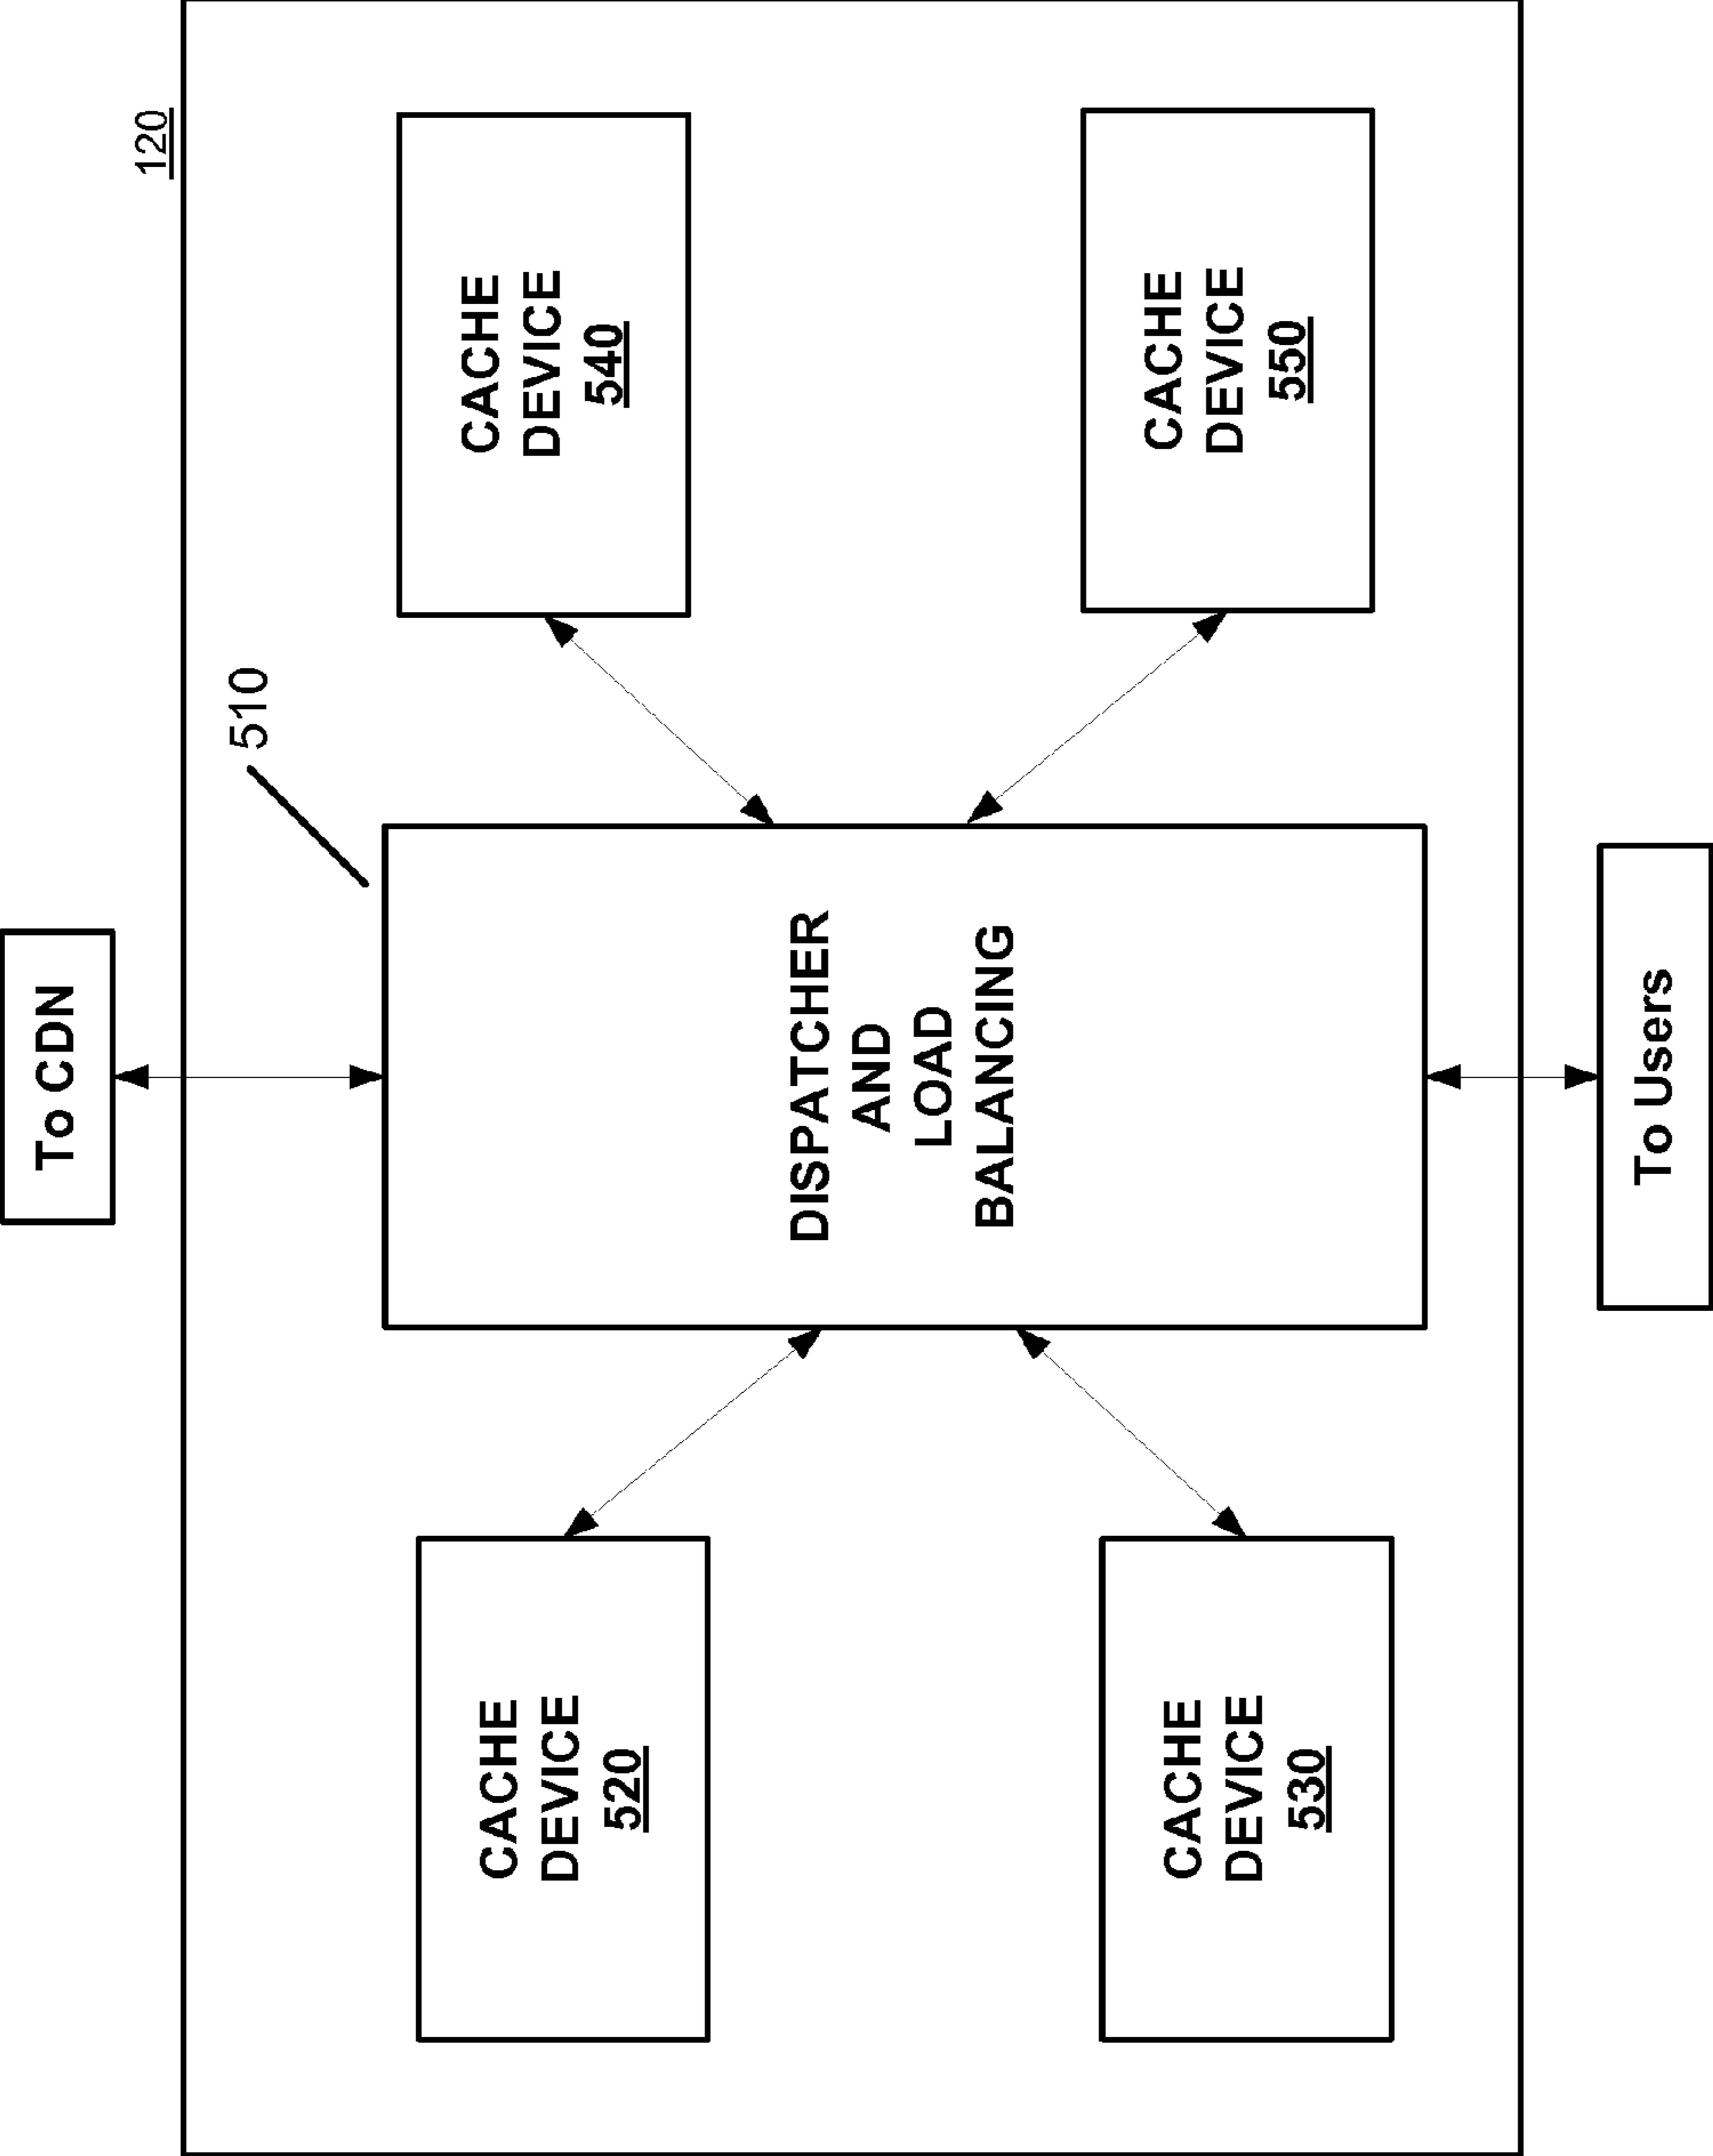 To CDN
120
510
CACHE
DEVICE
520
CACHE
DEVICE
540
DISPATCHER
AND
LOAD
BALANCING
CACHE
DEVICE
530
CACHE
DEVICE
550
To Users